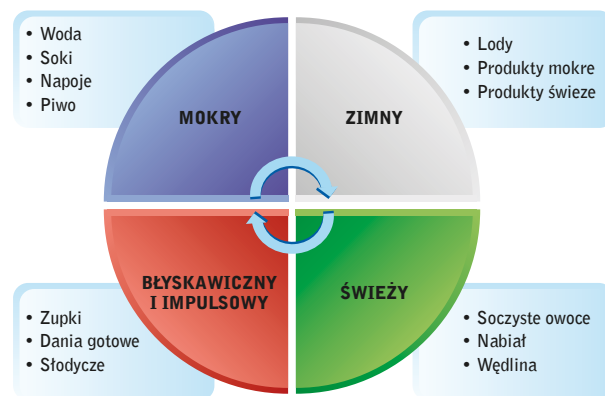 • Woda
• Soki
• Napoje
• Piwo
• Lody
• Produkty mokre
• Produkty świeze
MOKRY
ZIMNY
BŁYSKAWICZNY
I IMPULSOWY
ŚWIEŻY
• Zupki
• Dania gotowe
• Słodycze
• Soczyste owoce
• Nabiał
• Wędlina